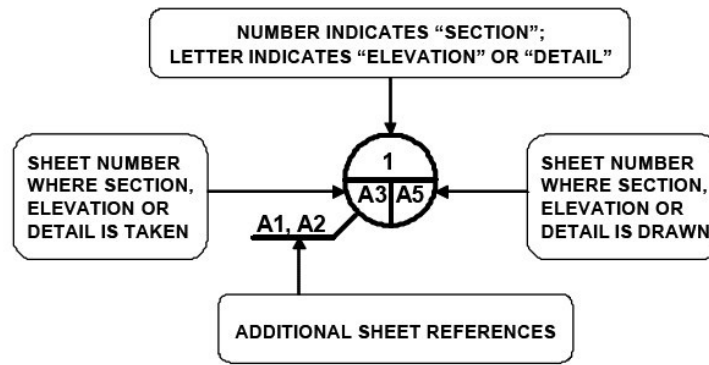 NUMBER INDICATES “SECTION”;
LETTER INDICATES “ELEVATION” OR “DETAIL”
SHEET NUMBER
WHERE SECTION,
ELEVATION OR
DETAIL IS TAKEN
1
A3 A5
A1, A2
SHEET NUMBER
WHERE SECTION,
ELEVATION OR
DETAIL IS DRAWN
ADDITIONAL SHEET REFERENCES